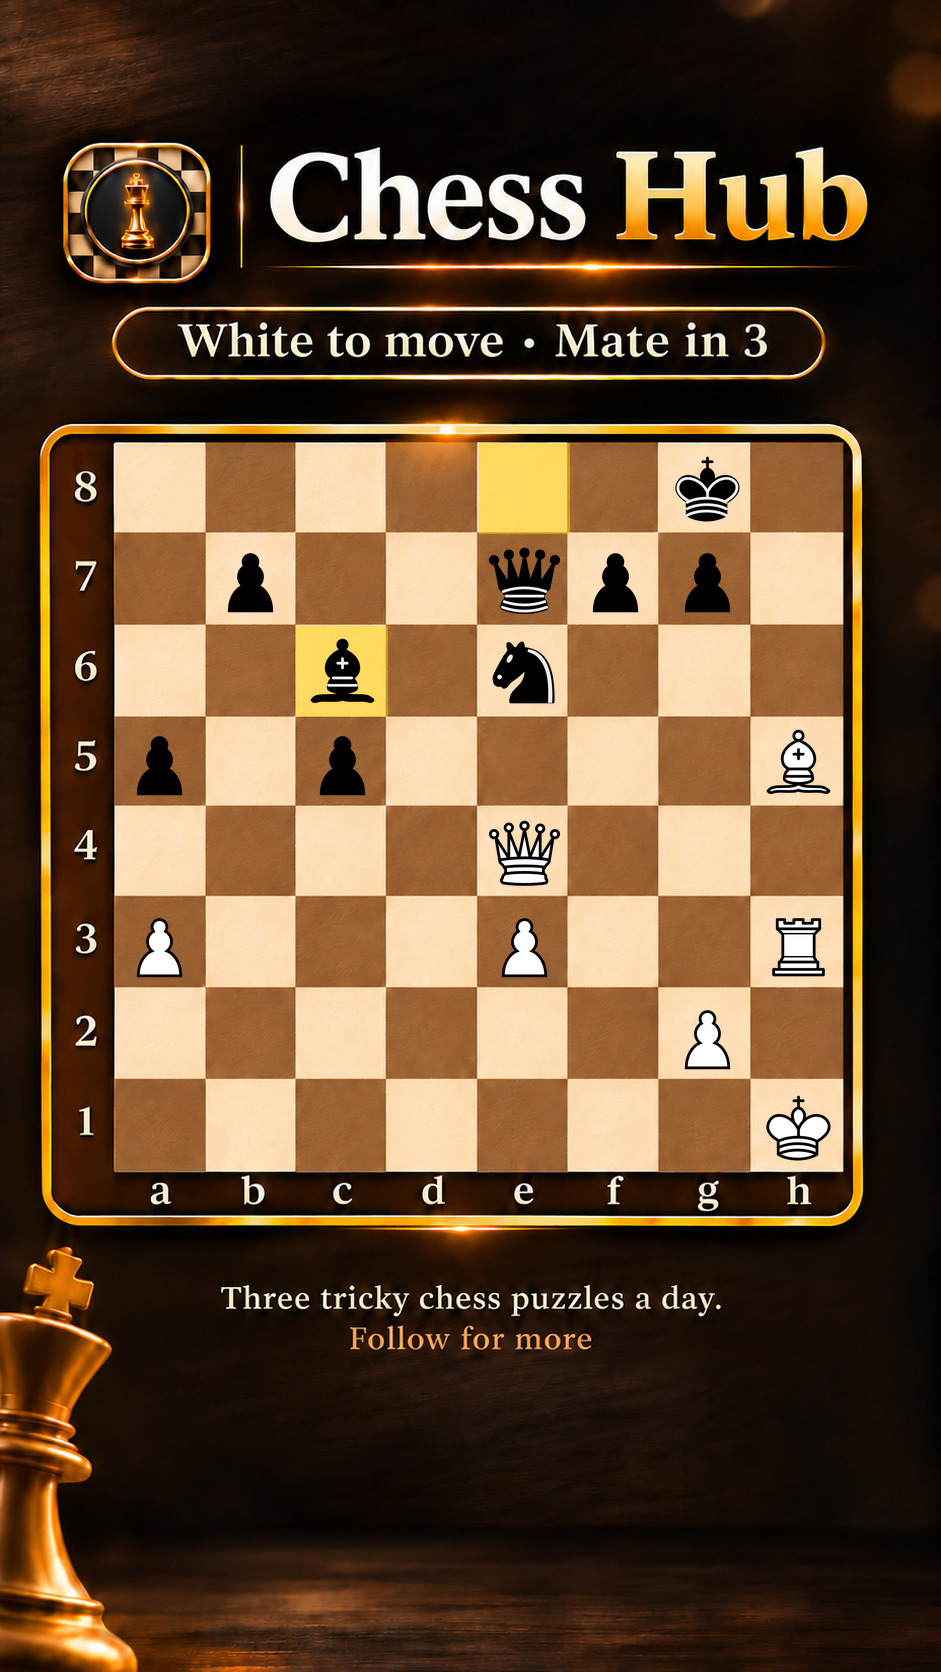 Chess Hub
White to move • Mate in 3
8
7
6
5
4
3
2
1
a b c d e f g h
Three tricky chess puzzles a day.
Follow for more